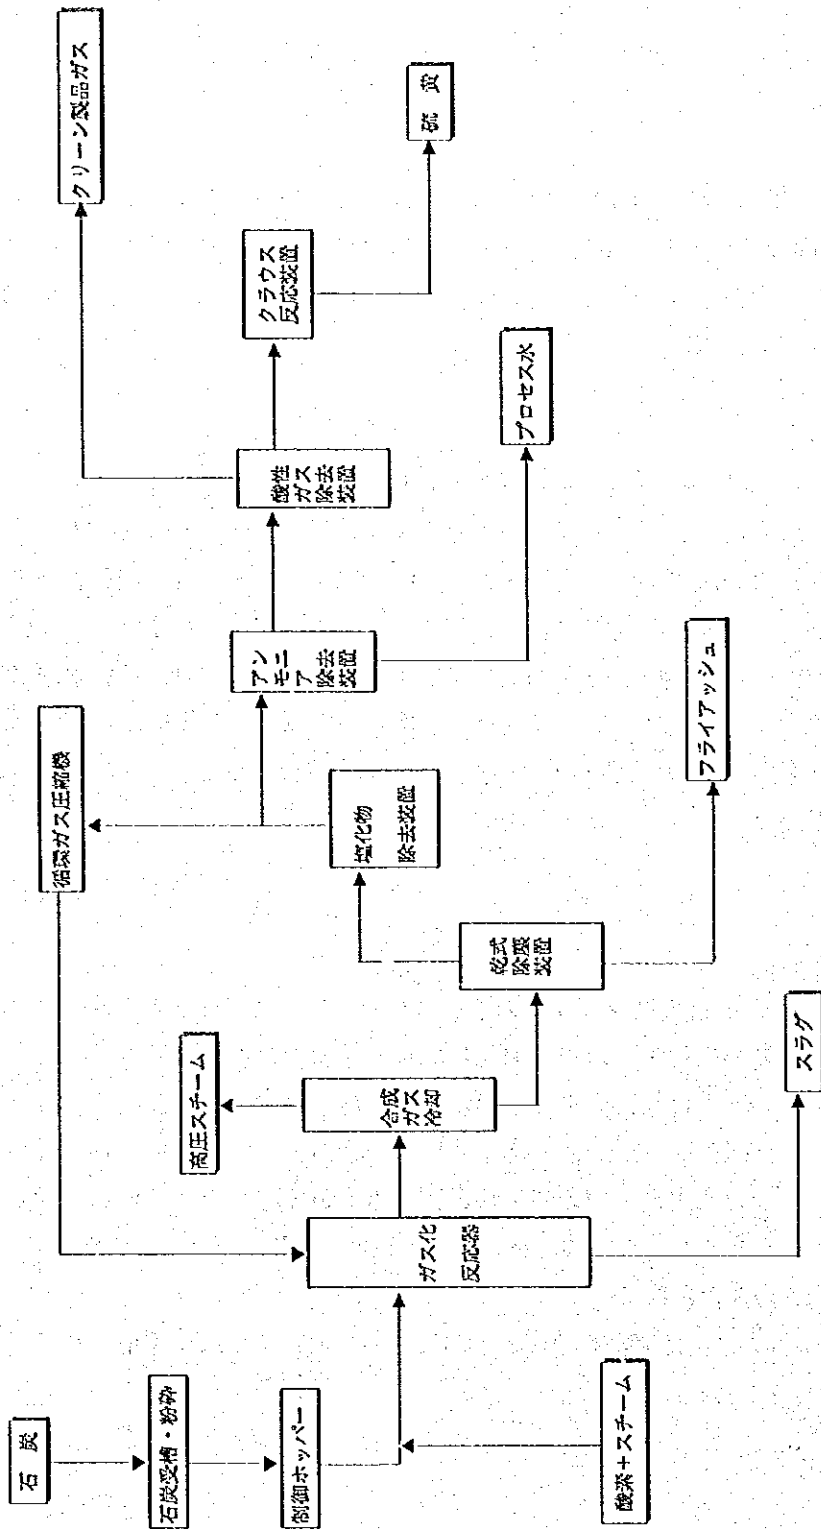 石炭
石炭受槽・粉砕
制御ホッパー
酸素+スチーム
ガス化
反応器
スラグ
高圧スチーム
合成
ガス
冷却
循環ガス圧縮機
乾式
除塵
装置
フライアッシュ
塩化物
除去装置
アン
モニ
ア
除去
装置
プロセス水
酸性
ガス
除去
装置
クラウス
反応装置
硫黄
クリーン製品ガス